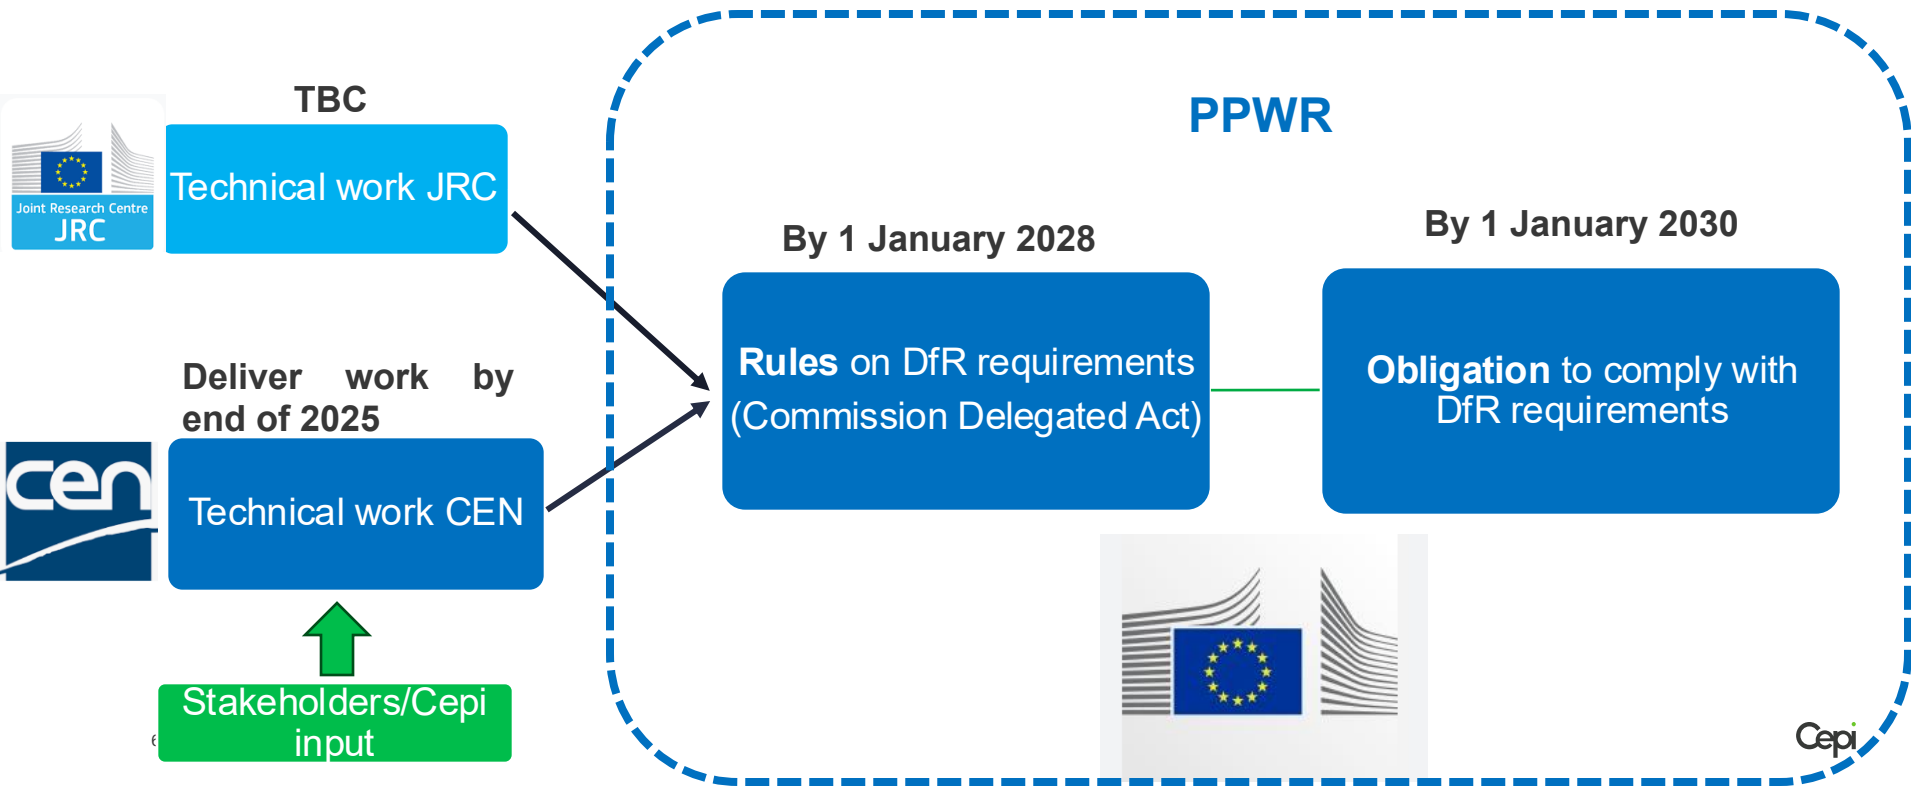 TBC
Technical work JRC
Joint Research Centre
JRC
Deliver work by
end of 2025
cen
Technical work CEN
Stakeholders/Cepi
input
PPWR
By 1 January 2028
Rules on DfR requirements
(Commission Delegated Act)
By 1 January 2030
Obligation to comply with
DfR requirements
Cepi